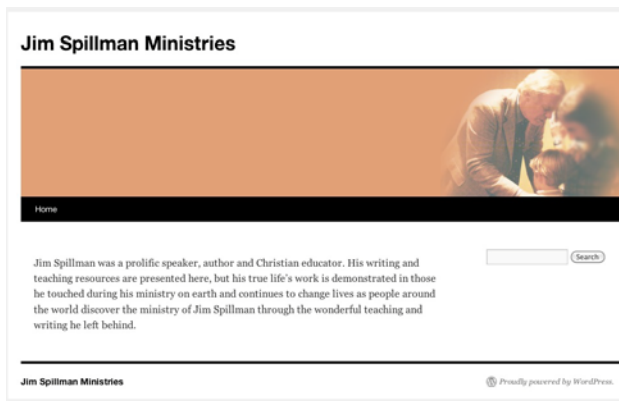 Jim Spillman Ministries
Home
Jim Spillman was a prolific speaker, author and Christian educator. His writing and
teaching resources are presented here, but his true life's work is demonstrated in those
he touched during his ministry on earth and continues to change lives as people around
the world discover the ministry of Jim Spillman through the wonderful teaching and
writing he left behind.
Search
Jim Spillman Ministries
Proudly powered by WordPress.